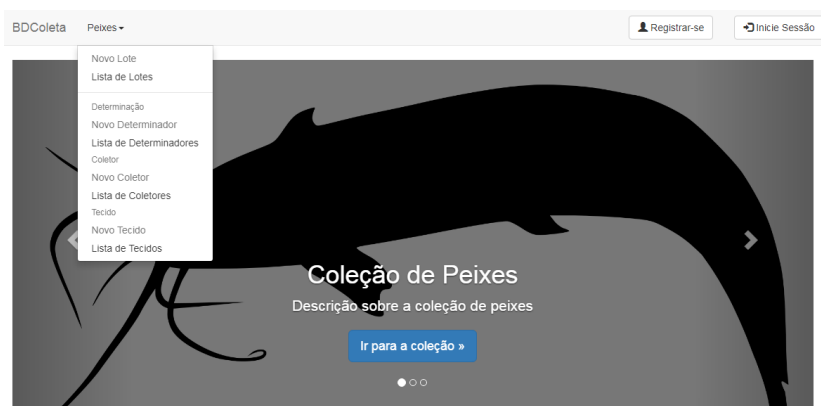 BDColeta Peixes Registrar-se Inicie Sessão
Novo Lote
Lista de Lotes
Determinação
Novo Determinador
Lista de Determinadores
Coletor
Novo Coletor
Lista de Coletores
Tecido
Novo Tecido
Lista de Tecidos
Coleção de Peixes
Descrição sobre a coleção de peixes
Ir para a coleção »